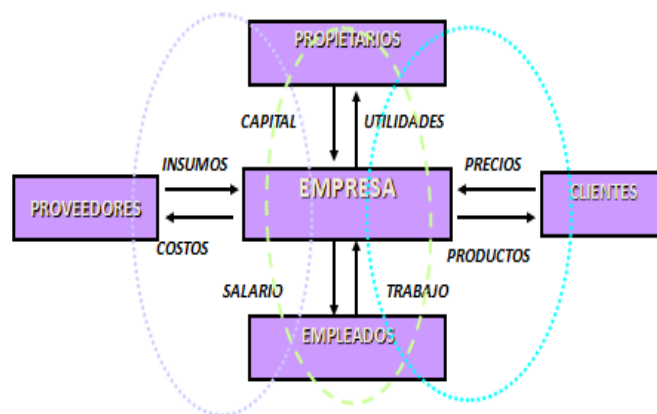 PROPIETARIOS
CAPITAL
UTILIDADES
INSUMOS
EMPRESA
PRECIOS
PROVEEDORES
CLIENTES
COSTOS
PRODUCTOS
SALARIO
TRABAJO
EMPLEADOS